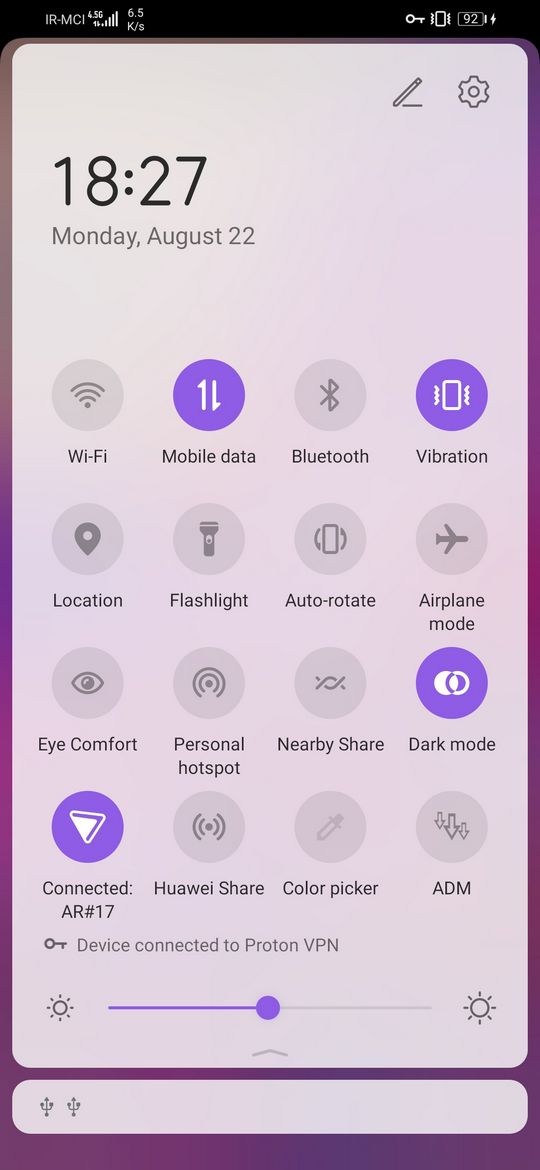 IR-MCI 4.5G 6.5 K/s 92
18:27
Monday, August 22
Wi-Fi Mobile data Bluetooth Vibration
Location Flashlight Auto-rotate Airplane mode
Eye Comfort Personal hotspot Nearby Share Dark mode
Connected: AR#17 Huawei Share Color picker ADM
Device connected to Proton VPN